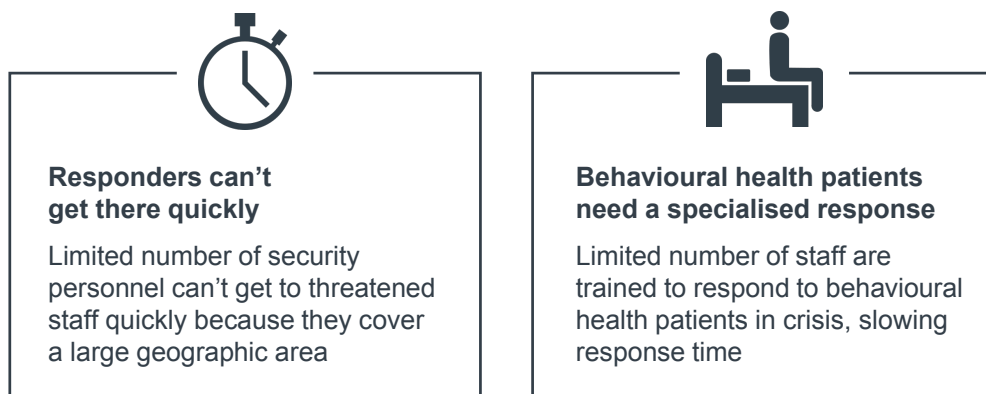 Responders can’t
get there quickly
Limited number of security
personnel can’t get to threatened
staff quickly because they cover
a large geographic area
Behavioural health patients
need a specialised response
Limited number of staff are
trained to respond to behavioural
health patients in crisis, slowing
response time